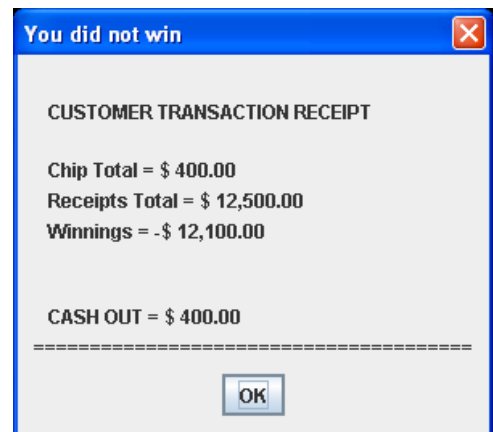 You did not win
CUSTOMER TRANSACTION RECEIPT
Chip Total = $ 400.00
Receipts Total = $ 12,500.00
Winnings = -$ 12,100.00
CASH OUT = $ 400.00
=======================================
OK